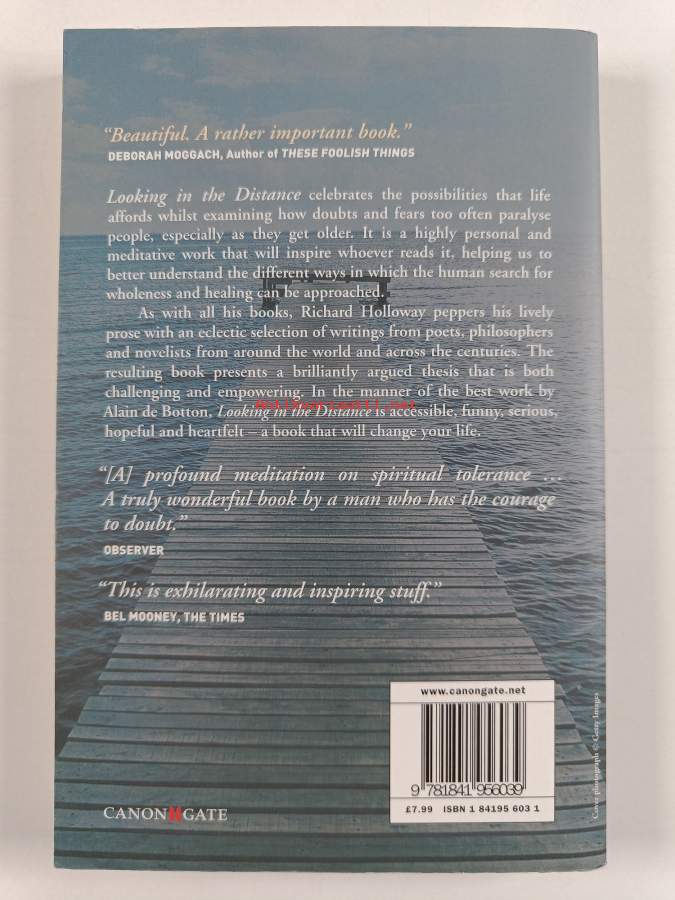 “Beautiful. A rather important book.”
DEBORAH MOGGACH, Author of THESE FOOLISH THINGS
Looking in the Distance celebrates the possibilities that life
affords whilst examining how doubts and fears too often paralyse
people, especially as they get older. It is a highly personal and
meditative work that will inspire whoever reads it, helping us to
better understand the different ways in which the human search for
wholeness and healing can be approached.
As with all his books, Richard Holloway peppers his lively
prose with an eclectic selection of writings from poets, philosophers
and novelists from around the world and across the centuries. The
resulting book presents a brilliantly argued thesis that is both
challenging and empowering. In the manner of the best work by
Alain de Botton, Looking in the Distance is accessible, funny, serious,
hopeful and heartfelt – a book that will change your life.
“[A] profound meditation on spiritual tolerance ...
A truly wonderful book by a man who has the courage
to doubt.”
OBSERVER
“This is exhilarating and inspiring stuff.”
BEL MOONEY, THE TIMES
www.canongate.net
9 781841 956039
£7.99 ISBN 1 84195 603 1
CANONGATE
Cover photograph © Getty Images